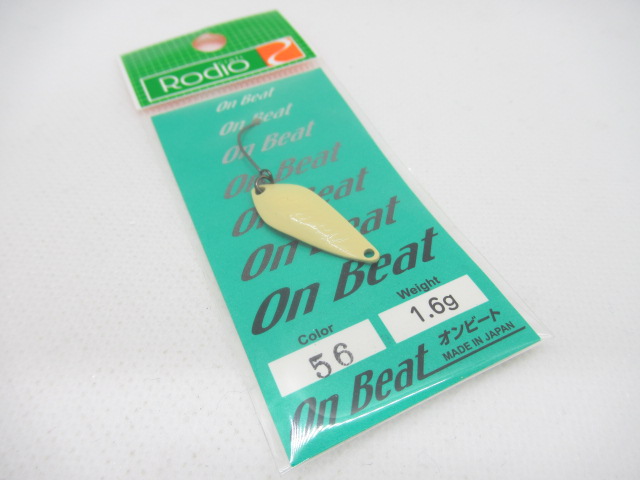 Rodio
On Beat
On Beat
On Beat
On Beat
On Beat
On Beat
On Beat
Color
56
Weight
1.6g
On Beat
オンビート
MADE IN JAPAN